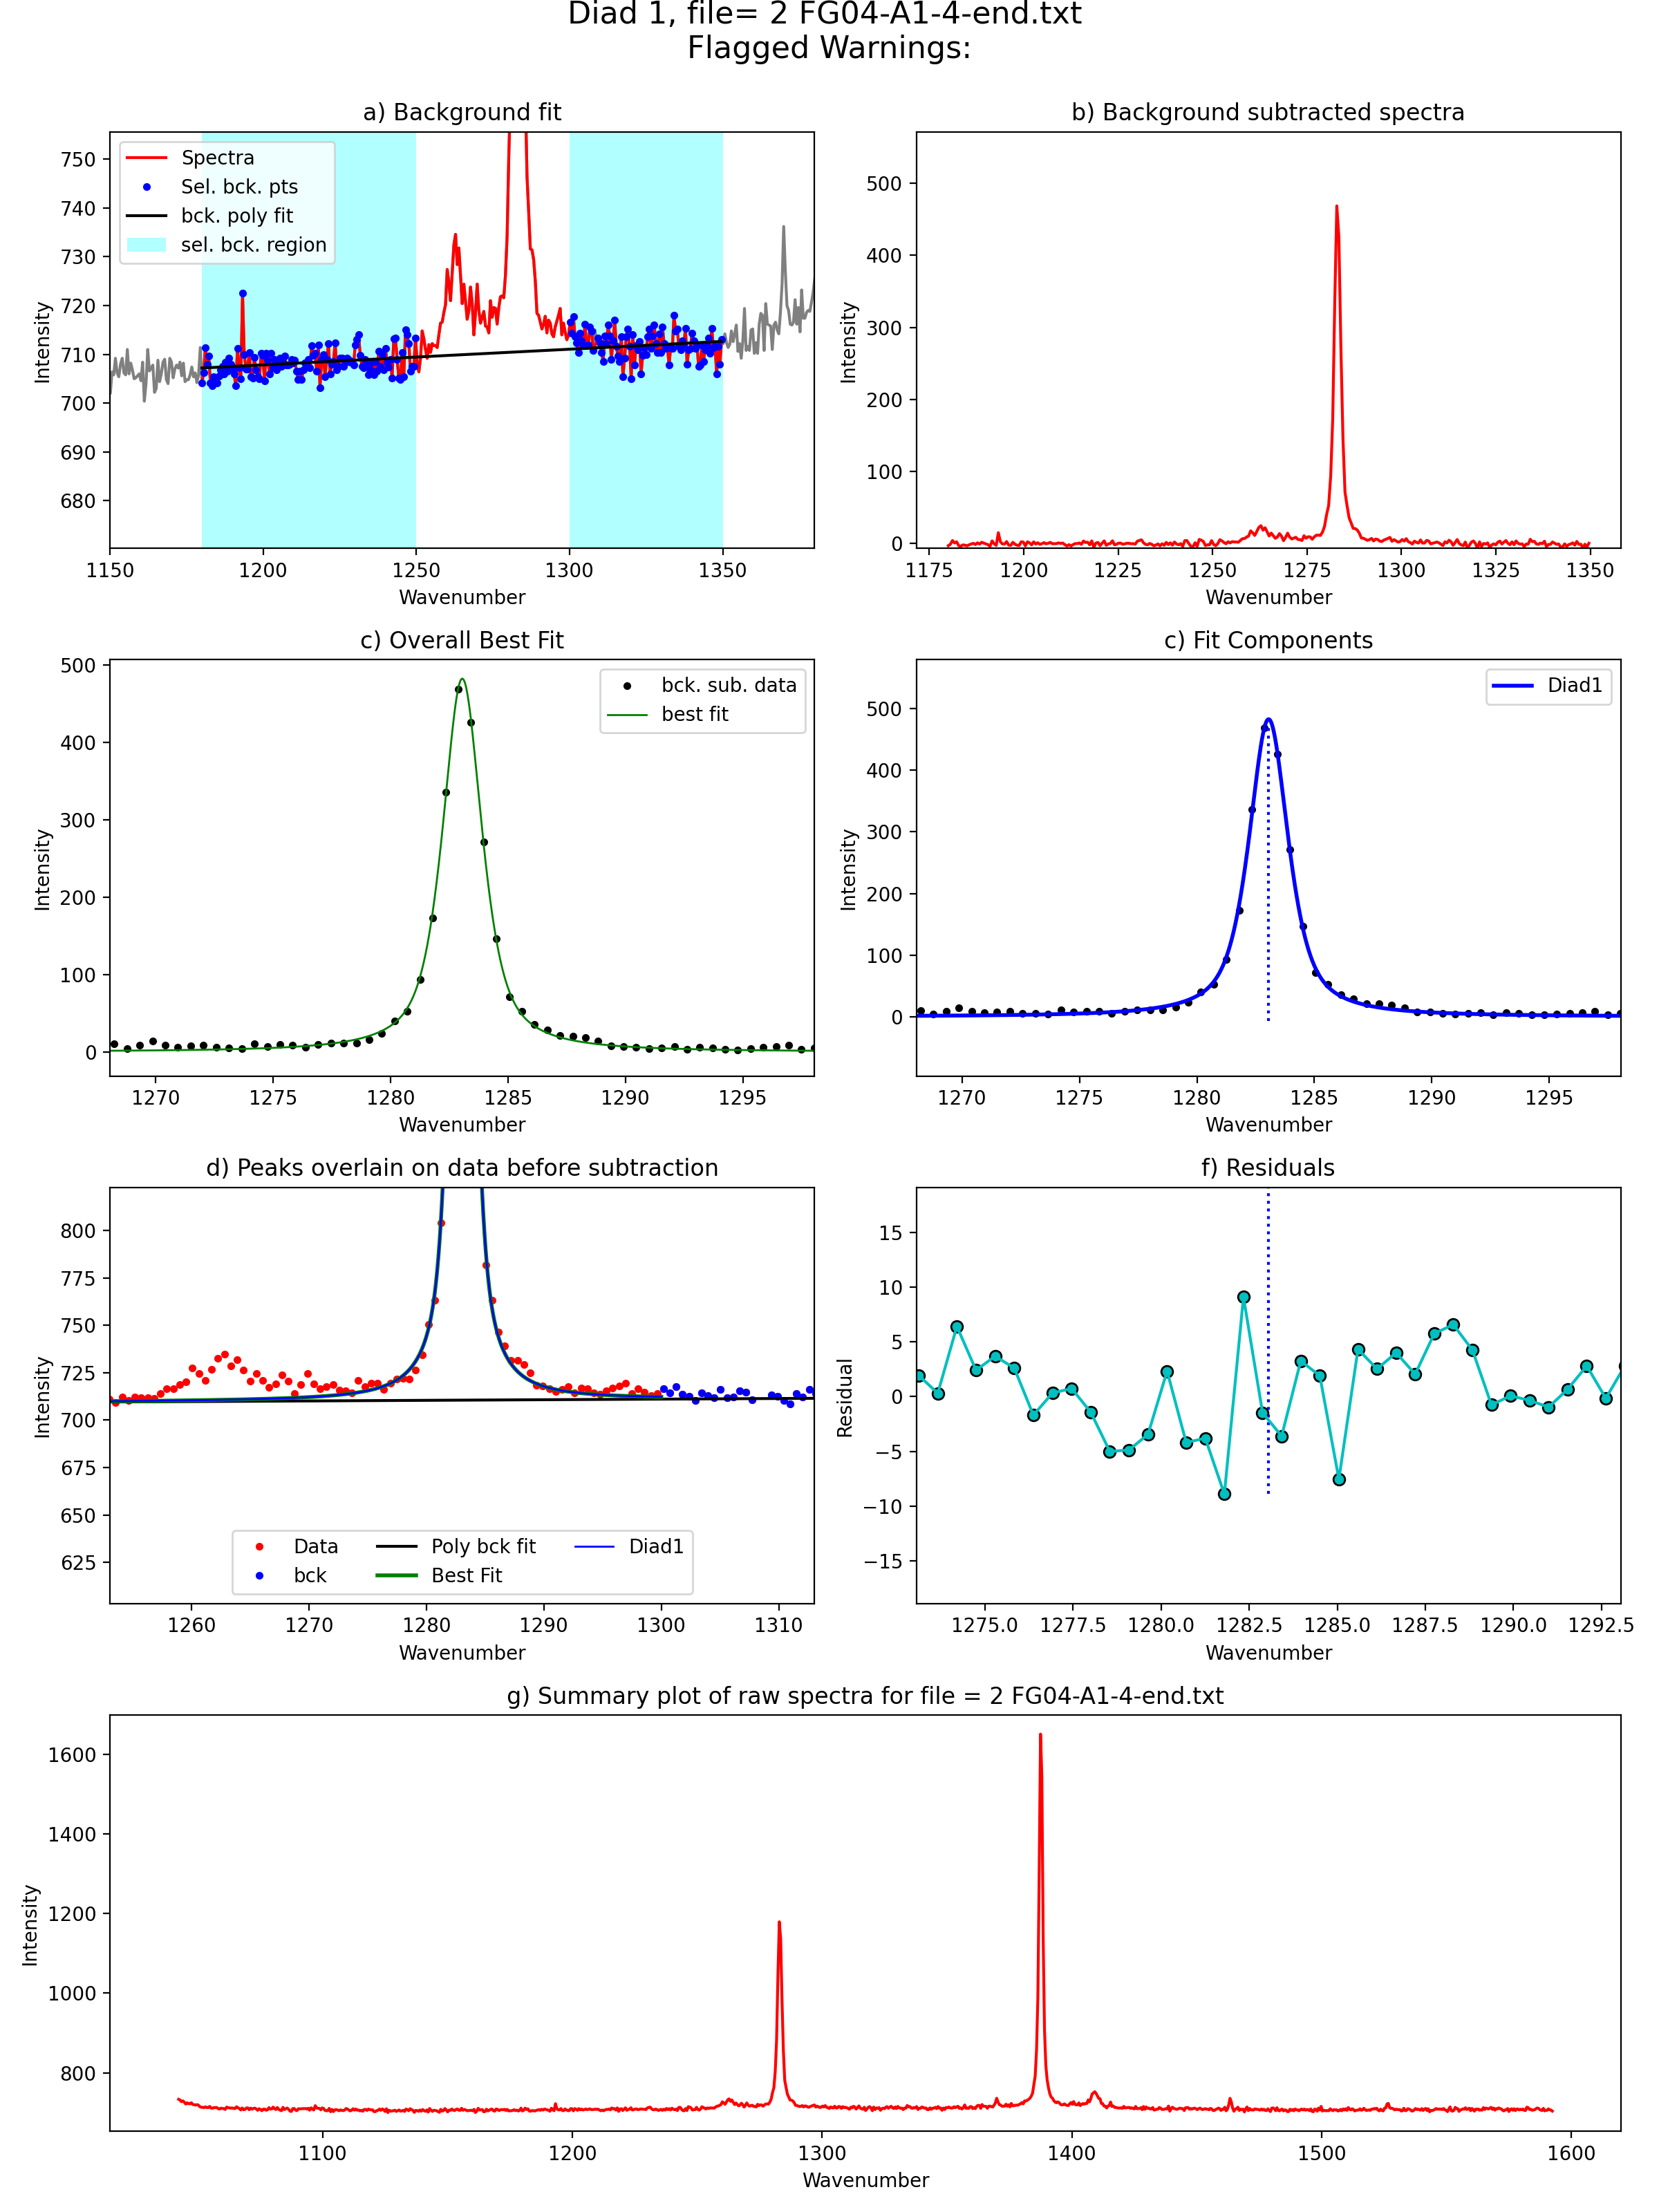 Diad 1, file= 2 FG04-A1-4-end.txt
Flagged Warnings:
a) Background fit
Intensity
750
740
730
720
710
700
690
680
Spectra
Sel. bck. pts
bck. poly fit
sel. bck. region
1150 1200 1250 1300 1350
Wavenumber
b) Background subtracted spectra
Intensity
500
400
300
200
100
0
1175 1200 1225 1250 1275 1300 1325 1350
Wavenumber
c) Overall Best Fit
Intensity
500
400
300
200
100
0
bck. sub. data
best fit
1270 1275 1280 1285 1290 1295
Wavenumber
c) Fit Components
Intensity
500
400
300
200
100
0
Diad1
1270 1275 1280 1285 1290 1295
Wavenumber
d) Peaks overlain on data before subtraction
Intensity
800
775
750
725
700
675
650
625
Data Poly bck fit Diad1
bck Best Fit
1260 1270 1280 1290 1300 1310
Wavenumber
f) Residuals
Residual
15
10
5
0
−5
−10
−15
1275.0 1277.5 1280.0 1282.5 1285.0 1287.5 1290.0 1292.5
Wavenumber
g) Summary plot of raw spectra for file = 2 FG04-A1-4-end.txt
Intensity
1600
1400
1200
1000
800
1100 1200 1300 1400 1500 1600
Wavenumber